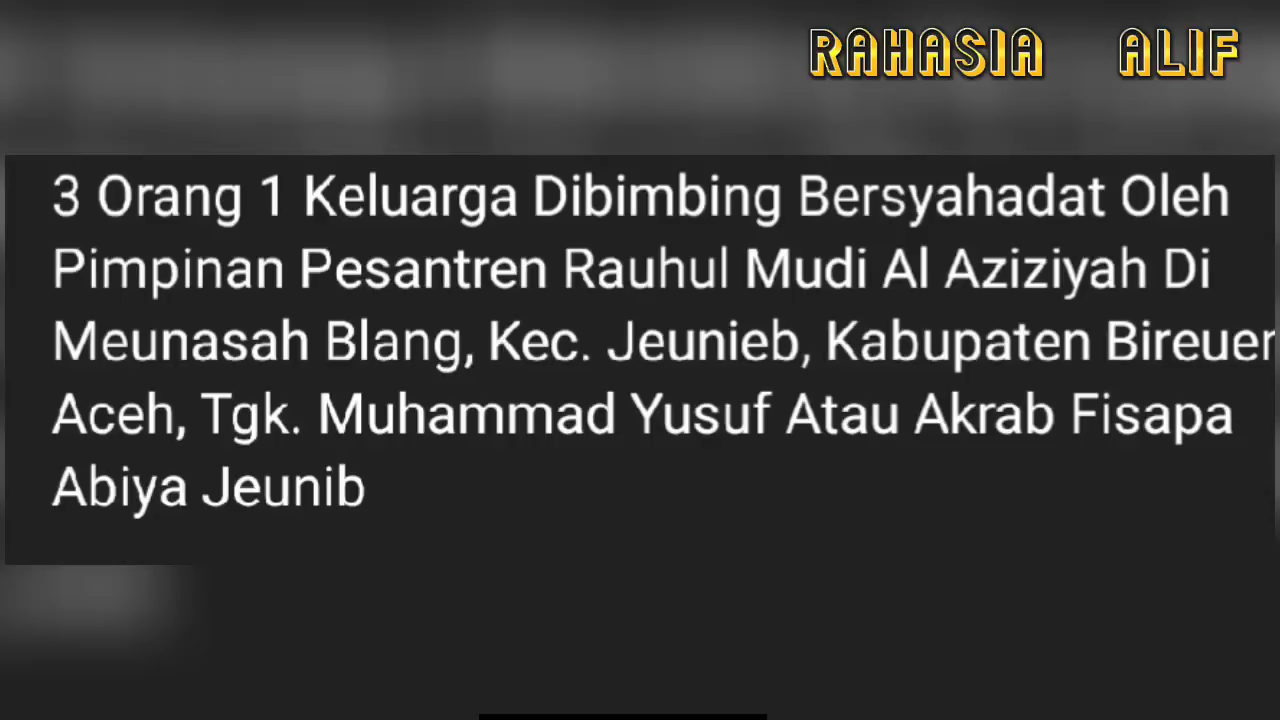 RAHASIA ALIF
3 Orang 1 Keluarga Dibimbing Bersyahadat Oleh
Pimpinan Pesantren Rauhul Mudi Al Aziziyah Di
Meunasah Blang, Kec. Jeunieb, Kabupaten Bireuen
Aceh, Tgk. Muhammad Yusuf Atau Akrab Fisapa
Abiya Jeunib